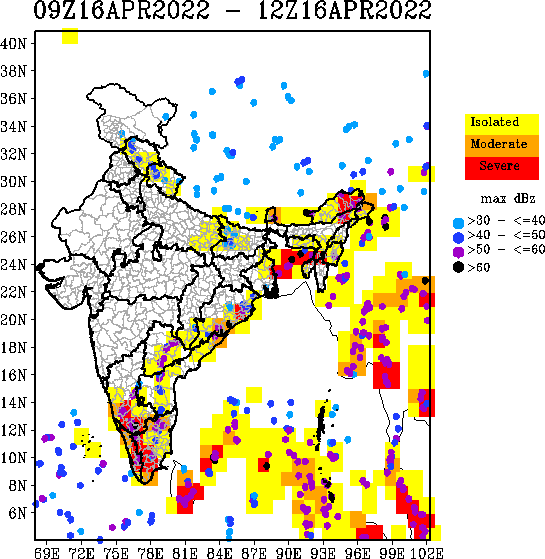 09Z16APR2022 - 12Z16APR2022
40N
38N
36N
34N
32N
30N
28N
26N
24N
22N
20N
18N
16N
14N
12N
10N
8N
6N
69E 72E 75E 78E 81E 84E 87E 90E 93E 96E 99E 102E
Isolated
Moderate
Severe
max dBz
>30 - <=40
>40 - <=50
>50 - <=60
>60